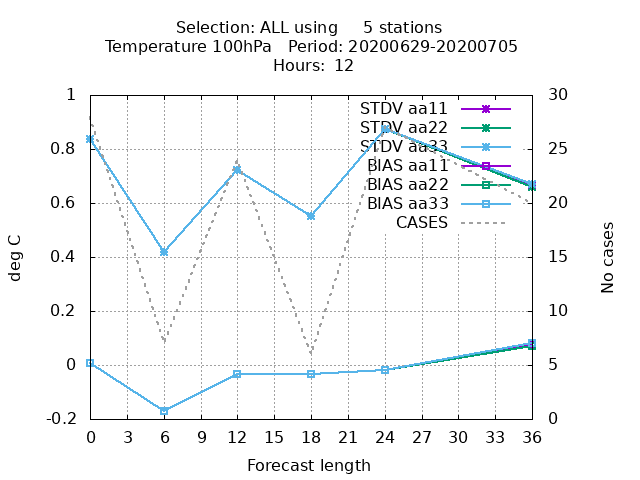 Selection: ALL using     5 stations
Temperature 100hPa   Period: 20200629-20200705
Hours: 12
1
0.8
0.6
0.4
0.2
0
-0.2
deg C
30
25
20
15
10
5
0
No cases
STDV aa11
STDV aa22
STDV aa33
BIAS aa11
BIAS aa22
BIAS aa33
CASES
0 3 6 9 12 15 18 21 24 27 30 33 36
Forecast length